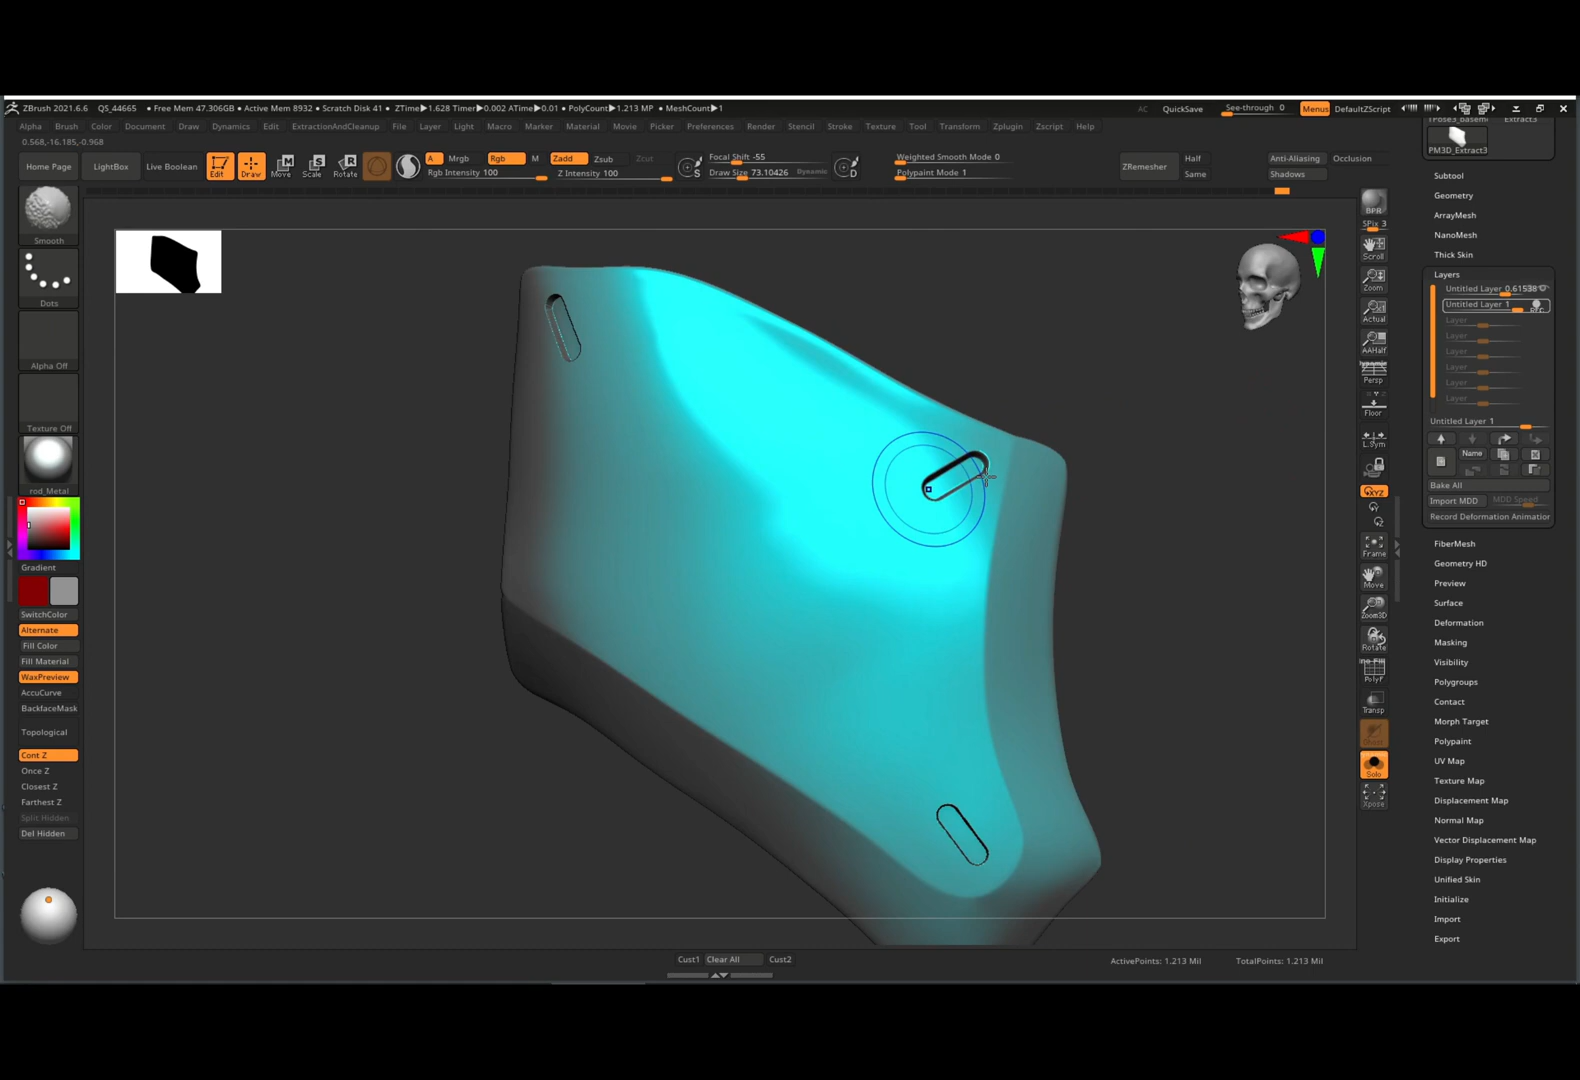 ZBrush 2021.6.6 QS_44665 • Free Mem 47.306GB • Active Mem 8932 • Scratch Disk 41 • ZTime▶1.628 Timer▶0.002 ATime▶0.01 • PolyCount▶1.213 MP • MeshCount▶1
AC QuickSave See-through 0 Menus DefaultZScript
Alpha Brush Color Document Draw Dynamics Edit ExtractionAndCleanup File Layer Light Macro Marker Material Movie Picker Preferences Render Stencil Stroke Texture Tool Transform Zplugin Zscript Help
0.568,-16.185,-0.968
Home Page LightBox Live Boolean Edit Draw Move Scale Rotate
A Mrgb Rgb M Zadd Zsub Zcut
Rgb Intensity 100 Z Intensity 100
Focal Shift -55
Draw Size 73.10426 Dynamic
S
D
Weighted Smooth Mode 0
Polypaint Mode 1
ZRemesher Half
Same
Anti-Aliasing Occlusion
Shadows
Smooth
Dots
Alpha Off
Texture Off
rod_Metal
Gradient
SwitchColor
Alternate
Fill Color
Fill Material
WaxPreview
AccuCurve
BackfaceMask
Topological
Cont Z
Once Z
Closest Z
Farthest Z
Split Hidden
Del Hidden
BPR
SPix 3
Scroll
Zoom
Actual
AAHalf
Persp
Floor
L.Sym
Frame
Move
Zoom3D
Rotate
PolyF
Transp
Solo
Xpose
Extract3
PM3D_Extract3
Subtool
Geometry
ArrayMesh
NanoMesh
Thick Skin
Layers
Untitled Layer 0.61538
Untitled Layer 1
REC
Layer
Layer
Layer
Layer
Layer
Layer
Untitled Layer 1
Name
Bake All
Import MDD MDD Speed
Record Deformation Animation
FiberMesh
Geometry HD
Preview
Surface
Deformation
Masking
Visibility
Polygroups
Contact
Morph Target
Polypaint
UV Map
Texture Map
Displacement Map
Normal Map
Vector Displacement Map
Display Properties
Unified Skin
Initialize
Import
Export
Cust1 Clear All Cust2
ActivePoints: 1.213 Mil TotalPoints: 1.213 Mil